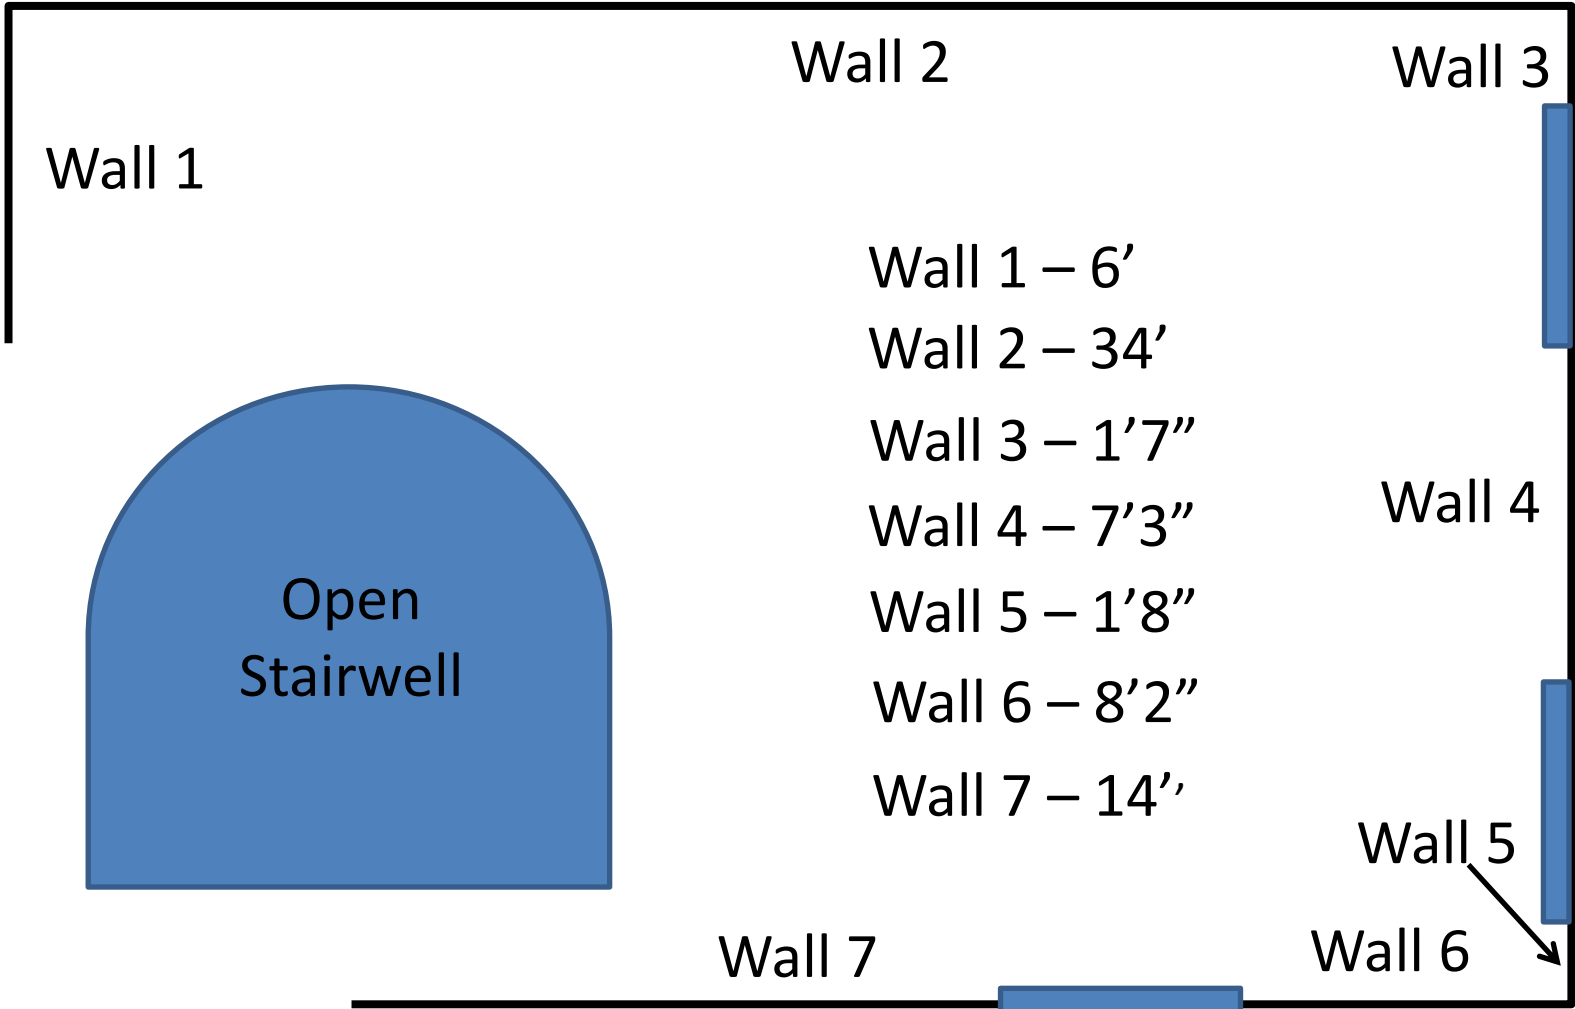 Wall 2
Wall 3
Wall 1
Wall 1 – 6’
Wall 2 – 34’
Wall 3 – 1’7”
Wall 4 – 7’3”
Wall 4
Open
Stairwell
Wall 5 – 1’8”
Wall 6 – 8’2”
Wall 7 – 14’’
Wall 5
Wall 7
Wall 6